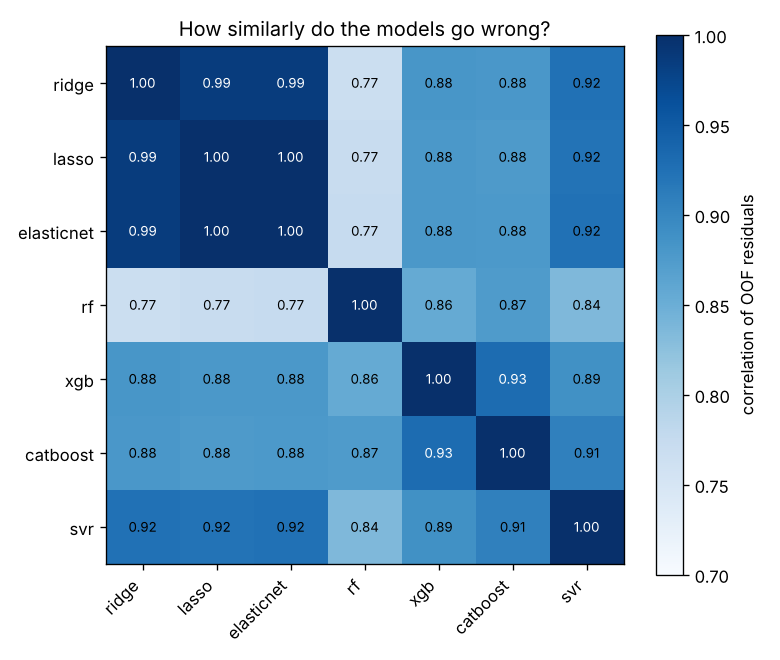 How similarly do the models go wrong?
ridge 1.00 0.99 0.99 0.77 0.88 0.88 0.92
lasso 0.99 1.00 1.00 0.77 0.88 0.88 0.92
elasticnet 0.99 1.00 1.00 0.77 0.88 0.88 0.92
rf 0.77 0.77 0.77 1.00 0.86 0.87 0.84
xgb 0.88 0.88 0.88 0.86 1.00 0.93 0.89
catboost 0.88 0.88 0.88 0.87 0.93 1.00 0.91
svr 0.92 0.92 0.92 0.84 0.89 0.91 1.00
ridge lasso elasticnet rf xgb catboost svr
1.00
0.95
0.90
0.85
0.80
0.75
0.70
correlation of OOF residuals